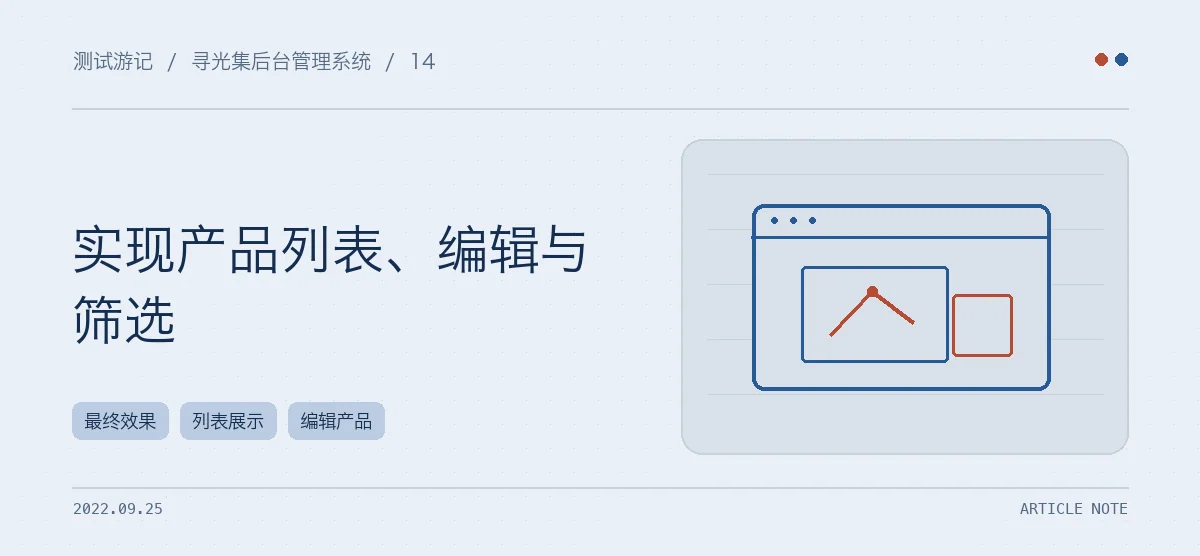 测试游记 / 寻光集后台管理系统 / 14
实现产品列表、编辑与
筛选
最终效果 列表展示 编辑产品
2022.09.25 ARTICLE NOTE